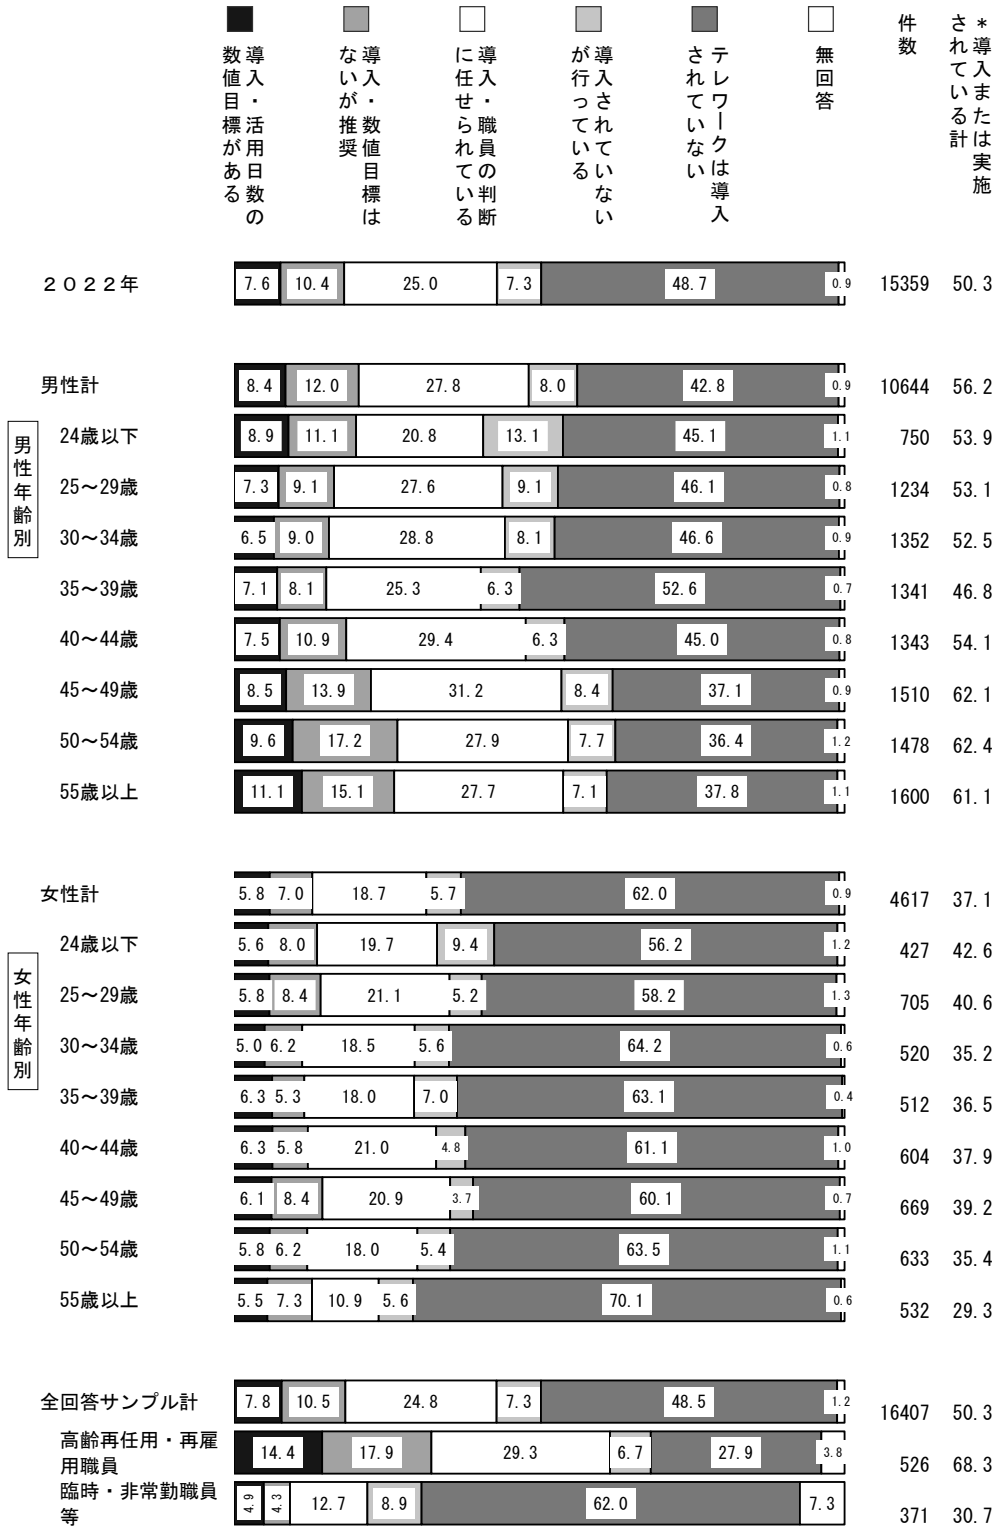 導入・活用日数の
数値目標がある
導入・数値目標は
ないが推奨
導入・職員の判断
に任せられている
導入されていない
が行っている
テレワークは導入
されていない
無回答
件数
＊導入または実施
されている計
２０２２年 7.6 10.4 25.0 7.3 48.7 0.9 15359 50.3
男性計 8.4 12.0 27.8 8.0 42.8 0.9 10644 56.2
男性年齢別
24歳以下 8.9 11.1 20.8 13.1 45.1 1.1 750 53.9
25～29歳 7.3 9.1 27.6 9.1 46.1 0.8 1234 53.1
30～34歳 6.5 9.0 28.8 8.1 46.6 0.9 1352 52.5
35～39歳 7.1 8.1 25.3 6.3 52.6 0.7 1341 46.8
40～44歳 7.5 10.9 29.4 6.3 45.0 0.8 1343 54.1
45～49歳 8.5 13.9 31.2 8.4 37.1 0.9 1510 62.1
50～54歳 9.6 17.2 27.9 7.7 36.4 1.2 1478 62.4
55歳以上 11.1 15.1 27.7 7.1 37.8 1.1 1600 61.1
女性計 5.8 7.0 18.7 5.7 62.0 0.9 4617 37.1
女性年齢別
24歳以下 5.6 8.0 19.7 9.4 56.2 1.2 427 42.6
25～29歳 5.8 8.4 21.1 5.2 58.2 1.3 705 40.6
30～34歳 5.0 6.2 18.5 5.6 64.2 0.6 520 35.2
35～39歳 6.3 5.3 18.0 7.0 63.1 0.4 512 36.5
40～44歳 6.3 5.8 21.0 4.8 61.1 1.0 604 37.9
45～49歳 6.1 8.4 20.9 3.7 60.1 0.7 669 39.2
50～54歳 5.8 6.2 18.0 5.4 63.5 1.1 633 35.4
55歳以上 5.5 7.3 10.9 5.6 70.1 0.6 532 29.3
全回答サンプル計 7.8 10.5 24.8 7.3 48.5 1.2 16407 50.3
高齢再任用・再雇
用職員 14.4 17.9 29.3 6.7 27.9 3.8 526 68.3
臨時・非常勤職員
等 4.9 4.3 12.7 8.9 62.0 7.3 371 30.7